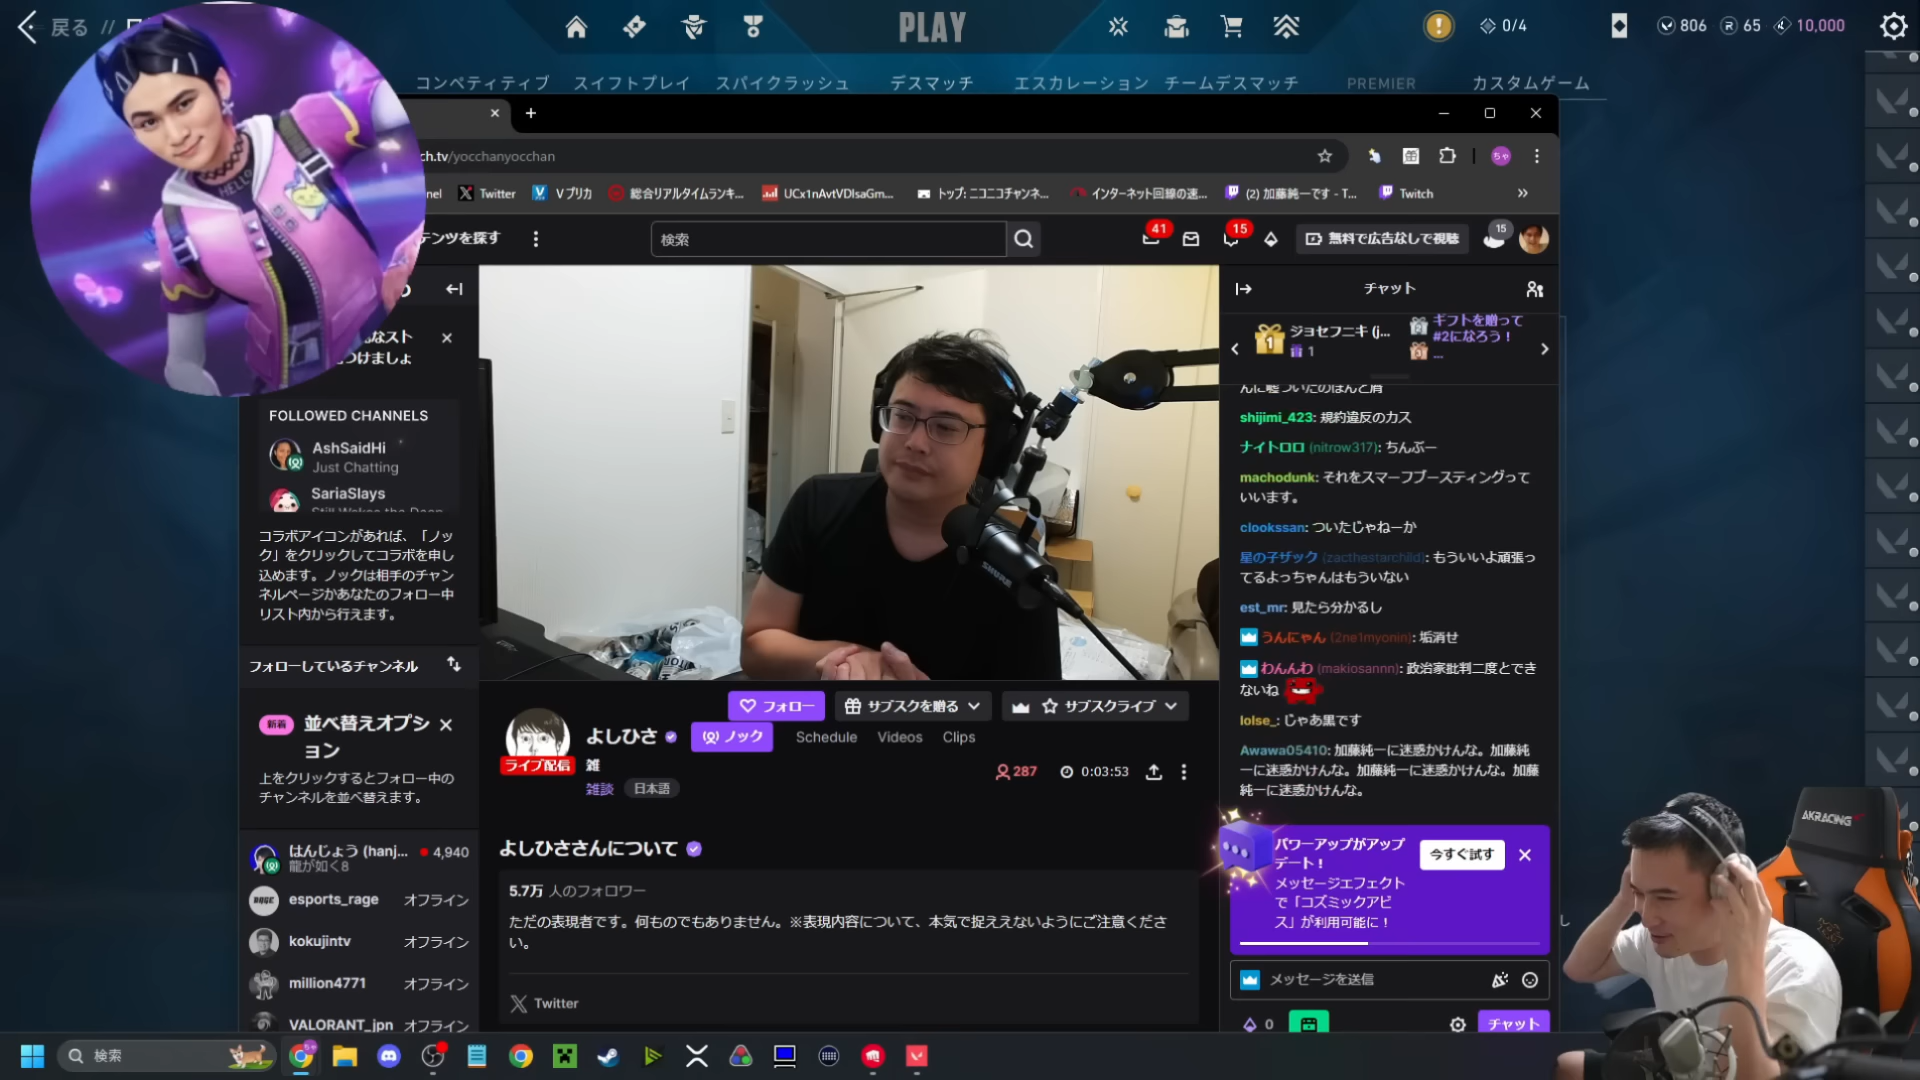 戻る //
PLAY
0/4
806
65
10,000
コンペティティブ
スイフトプレイ
スパイクラッシュ
デスマッチ
エスカレーション
チームデスマッチ
PREMIER
カスタムゲーム
ch.tv/yocchanyocchan
ちゃ
nel
Twitter
Vプリカ
総合リアルタイムランキ...
UCx1nAvtVDIsaGm...
トップ: ニコニコチャンネ...
インターネット回線の速...
(2) 加藤純一です - T...
Twitch
テンツを探す
検索
41
15
無料で広告なしで視聴
15
HELLO
なスト
つけましょ
FOLLOWED CHANNELS
AshSaidHi
Just Chatting
SariaSlays
Still Wakes the Deep
コラボアイコンがあれば、「ノッ
ク」をクリックしてコラボを申し
込めます。ノックは相手のチャン
ネルページかあなたのフォロー中
リスト内から行えます。
フォローしているチャンネル
新着
並べ替えオプシ
ョン
上をクリックするとフォロー中の
チャンネルを並べ替えます。
はんじょう (hanj...
4,940
龍が如く8
esports_rage
オフライン
kokujintv
オフライン
million4771
オフライン
VALORANT_jpn
オフライン
SHURE
フォロー
サブスクを贈る
サブスクライブ
よしひさ
ノック
Schedule
Videos
Clips
ライブ配信
雑
雑談
日本語
287
0:03:53
よしひささんについて
5.7万 人のフォロワー
ただの表現者です。何ものでもありません。※表現内容について、本気で捉ええないようにご注意くださ
い。
Twitter
チャット
1
ジョセフニキ (j...
1
ギフトを贈って
#2になろう！
...
んに嘘ついたのほんと屑
shijimi_423: 規約違反のカス
ナイトロロ (nitrow317): ちんぶー
machodunk: それをスマーフブースティングって
いいます。
clookssan: ついたじゃねーか
星の子ザック (zacthestarchild): もういいよ頑張っ
てるよっちゃんはもういない
est_mr: 見たら分かるし
うんにゃん (2ne1myonin): 垢消せ
わんんわ (makiosannn): 政治家批判二度とでき
ないね
lolse_: じゃあ黒です
Awawa05410: 加藤純一に迷惑かけんな。加藤純
一に迷惑かけんな。加藤純一に迷惑かけんな。加藤
純一に迷惑かけんな。
パワーアップがアップ
デート！
メッセージエフェクト
で「コズミックアビ
ス」が利用可能に！
今すぐ試す
メッセージを送信
0
チャット
し
AKRACING
検索